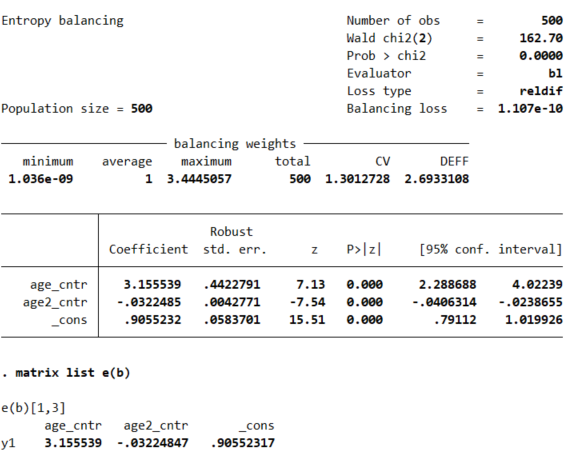 Entropy balancing Number of obs = 500
Wald chi2(2) = 162.70
Prob > chi2 = 0.0000
Evaluator = bl
Loss type = reldif
Population size = 500 Balancing loss = 1.107e-10
balancing weights
minimum average maximum total CV DEFF
1.036e-09 1 3.4445057 500 1.3012728 2.6933108
Robust
Coefficient std. err. z P>|z| [95% conf. interval]
age_cntr 3.155539 .4422791 7.13 0.000 2.288688 4.02239
age2_cntr -.0322485 .0042771 -7.54 0.000 -.0406314 -.0238655
_cons .9055232 .0583701 15.51 0.000 .79112 1.019926
. matrix list e(b)
e(b)[1,3]
age_cntr age2_cntr _cons
y1 3.155539 -.03224847 .90552317